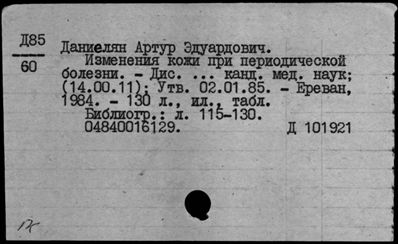 Д85
60
Даниелян Артур Эдуардович.
Изменения кожи при периодической
болезни. - Дис. ... канд. мед. наук;
(14.00.11); Утв. 02.01.85. - Ереван,
1984. - 130 л., ил., табл.
Библиогр.: л. 115-130.
04840016129.
Д 101921